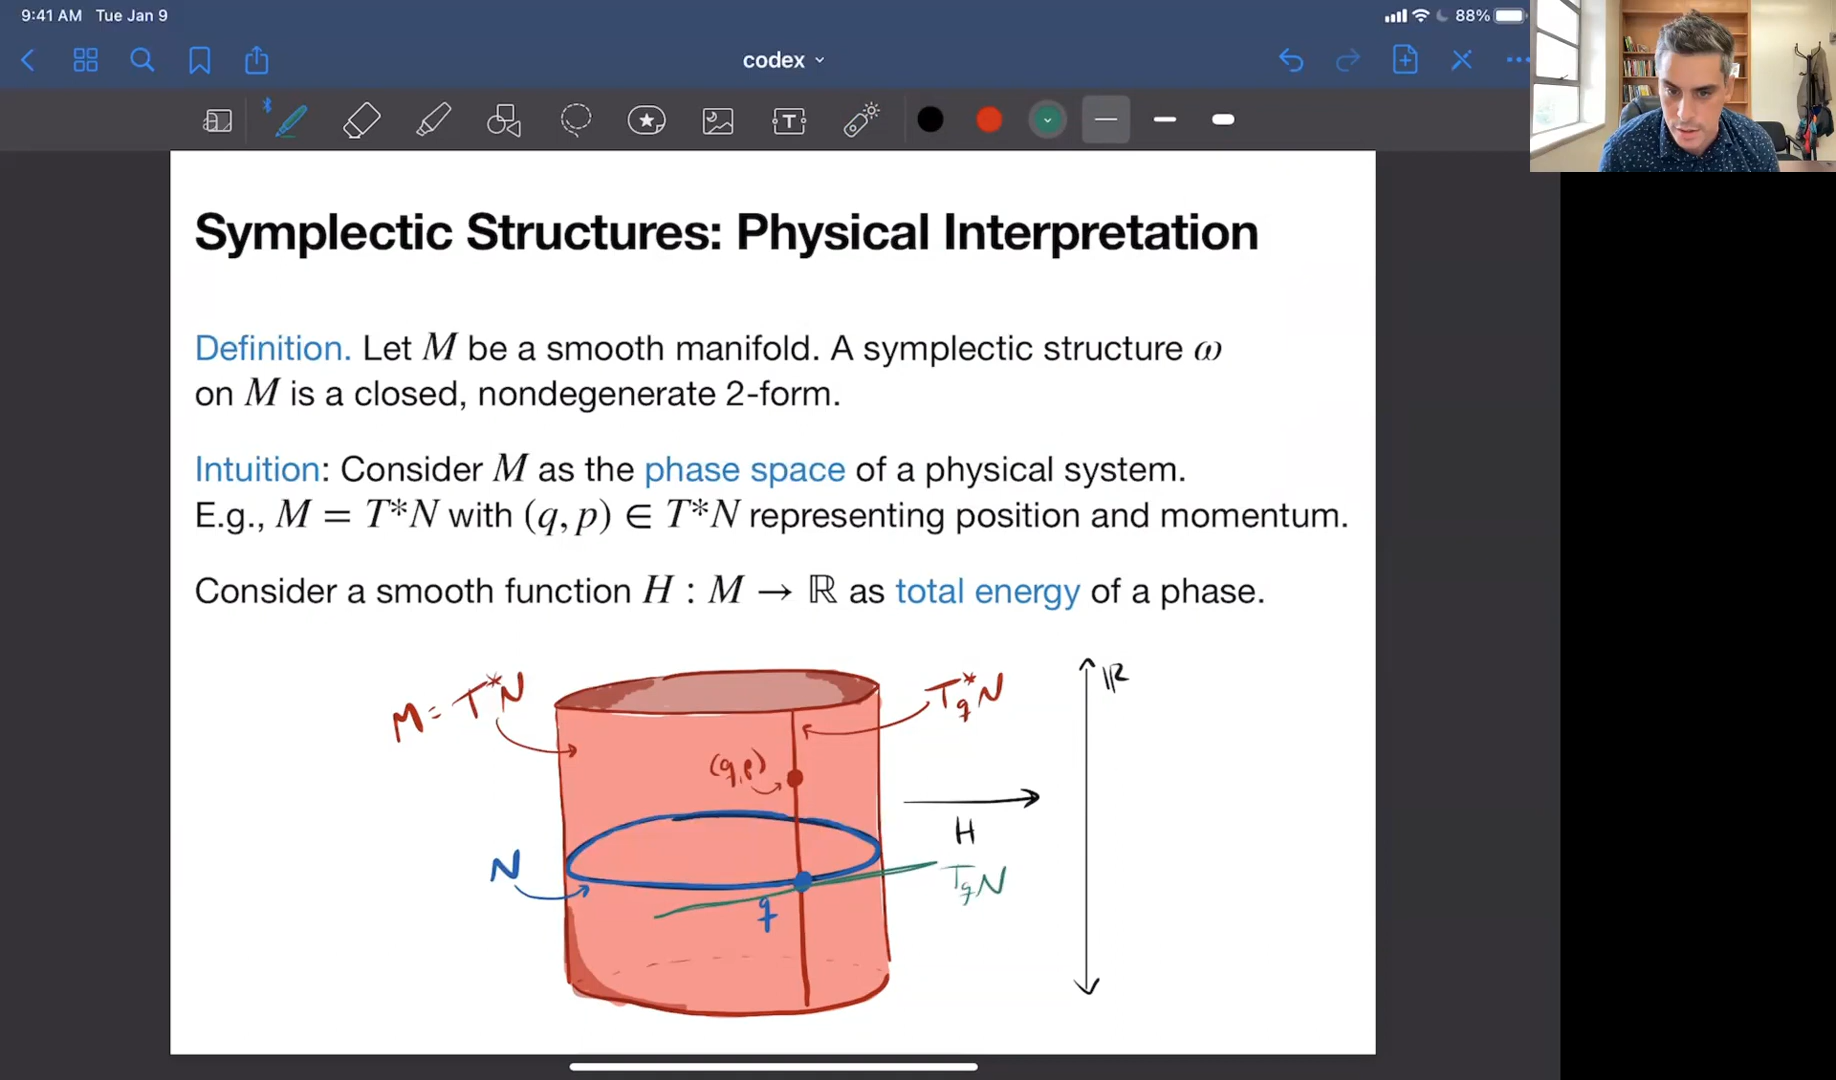 9:41 AM Tue Jan 9
88%
codex
T
Symplectic Structures: Physical Interpretation
Definition. Let M be a smooth manifold. A symplectic structure ω
on M is a closed, nondegenerate 2-form.
Intuition: Consider M as the phase space of a physical system.
E.g., M = T*N with (q, p) ∈ T*N representing position and momentum.
Consider a smooth function H : M → ℝ as total energy of a phase.
M = T*N
T*qN
ℝ
(q,p)
H
N
TqN
q